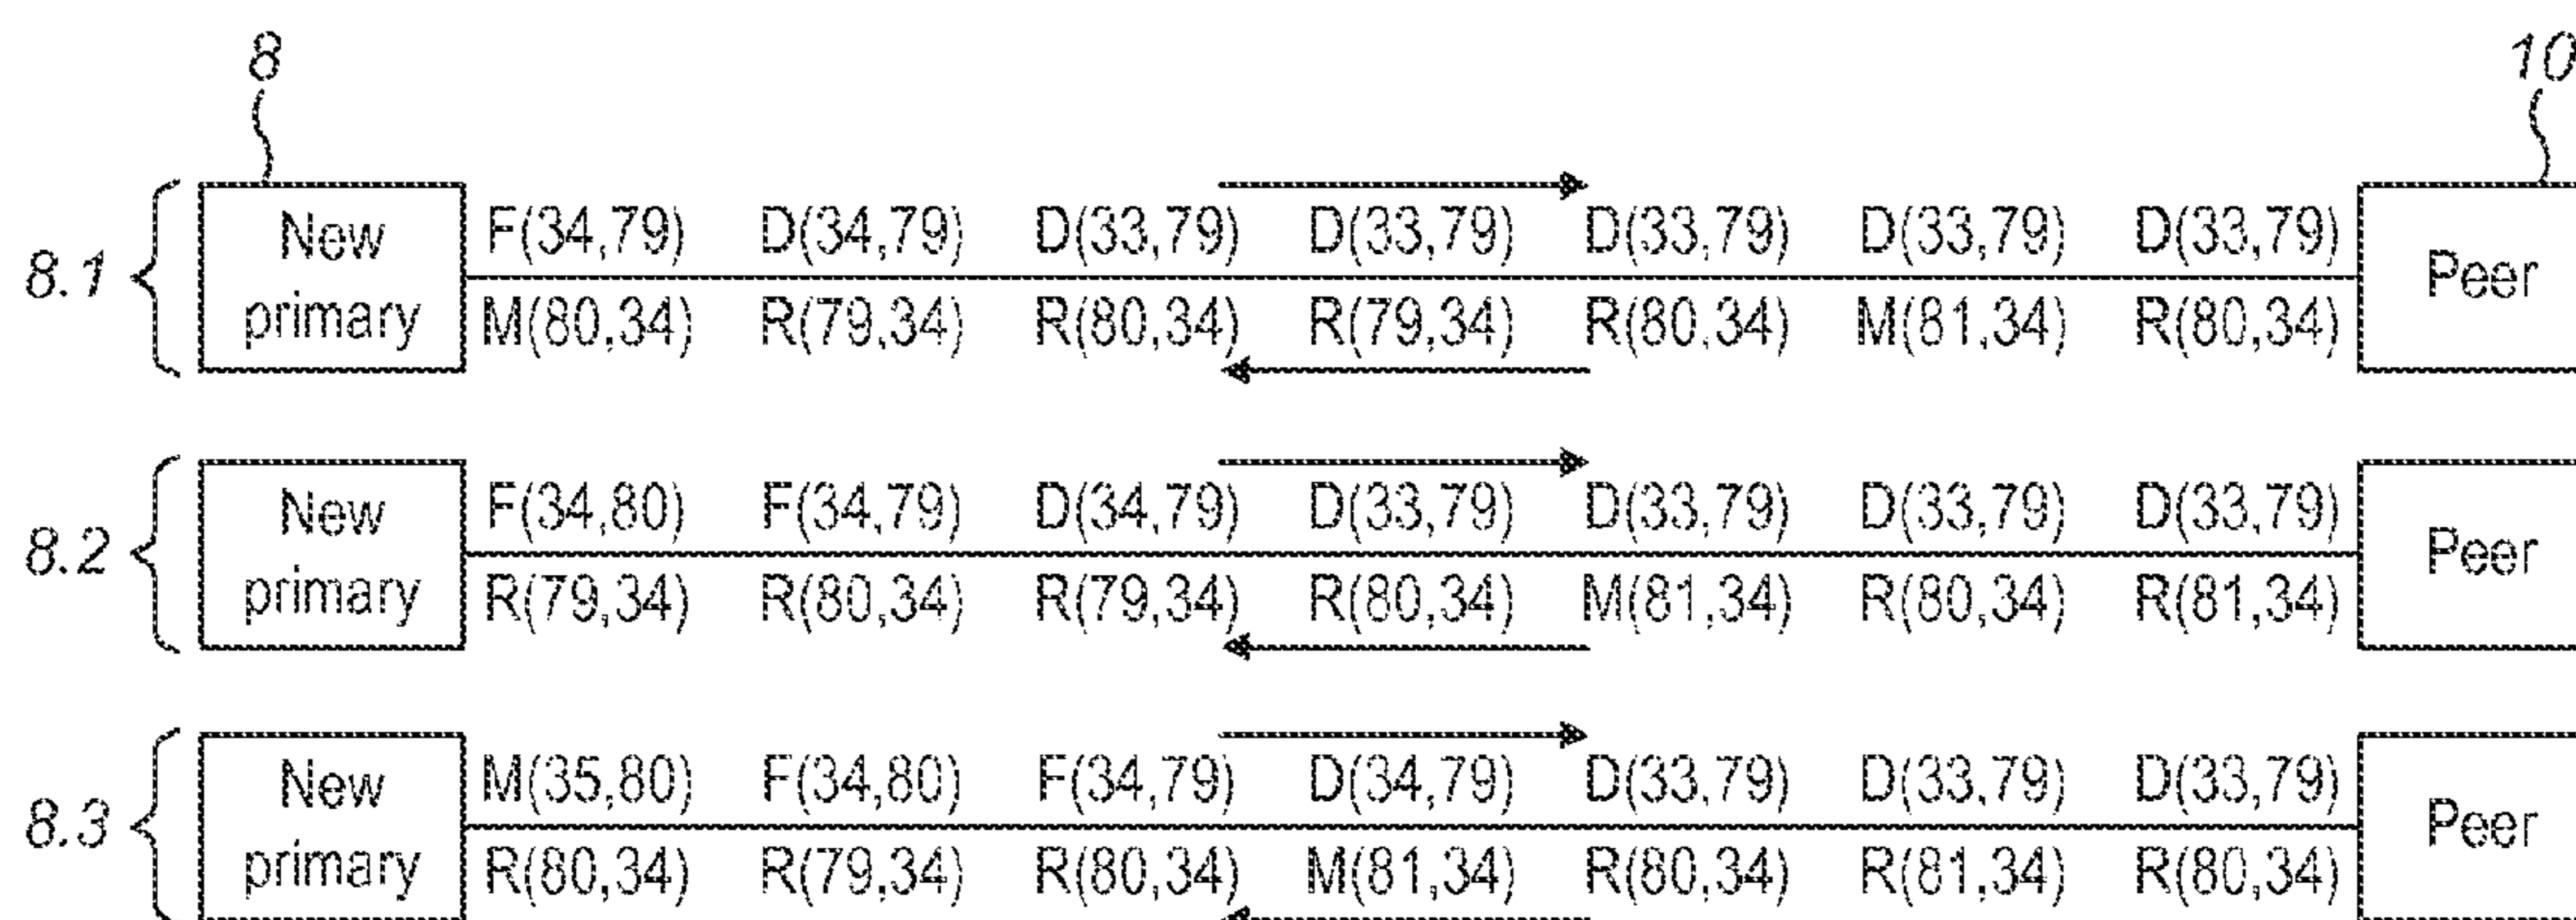 8
10
8.1
New primary
F(34,79) D(34,79) D(33,79) D(33,79) D(33,79) D(33,79) D(33,79)
M(80,34) R(79,34) R(80,34) R(79,34) R(80,34) M(81,34) R(80,34)
Peer
8.2
New primary
F(34,80) F(34,79) D(34,79) D(33,79) D(33,79) D(33,79) D(33,79)
R(79,34) R(80,34) R(79,34) R(80,34) M(81,34) R(80,34) R(81,34)
Peer
8.3
New primary
M(35,80) F(34,80) F(34,79) D(34,79) D(33,79) D(33,79) D(33,79)
R(80,34) R(79,34) R(80,34) M(81,34) R(80,34) R(81,34) R(80,34)
Peer